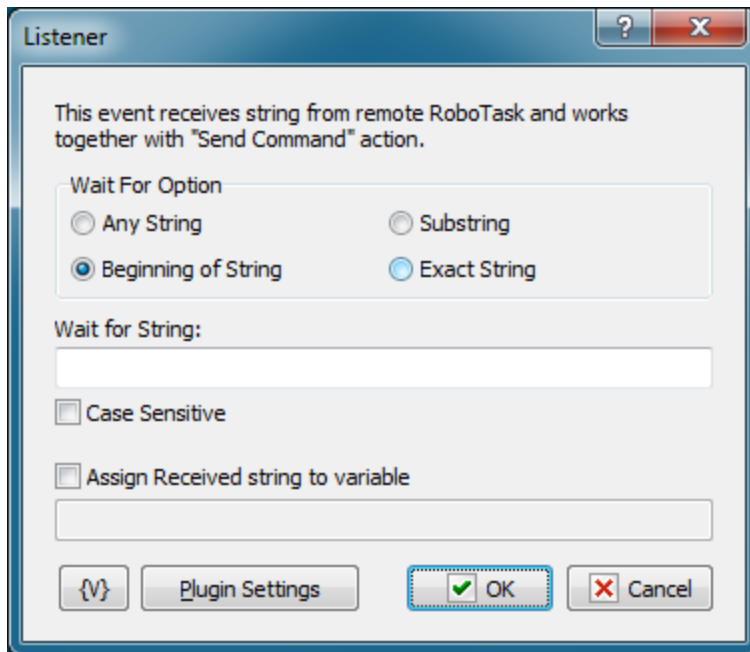 Listener
?
This event receives string from remote RoboTask and works
together with "Send Command" action.
Wait For Option
Any String
Substring
Beginning of String
Exact String
Wait for String:
Case Sensitive
Assign Received string to variable
{V}
Plugin Settings
OK
Cancel